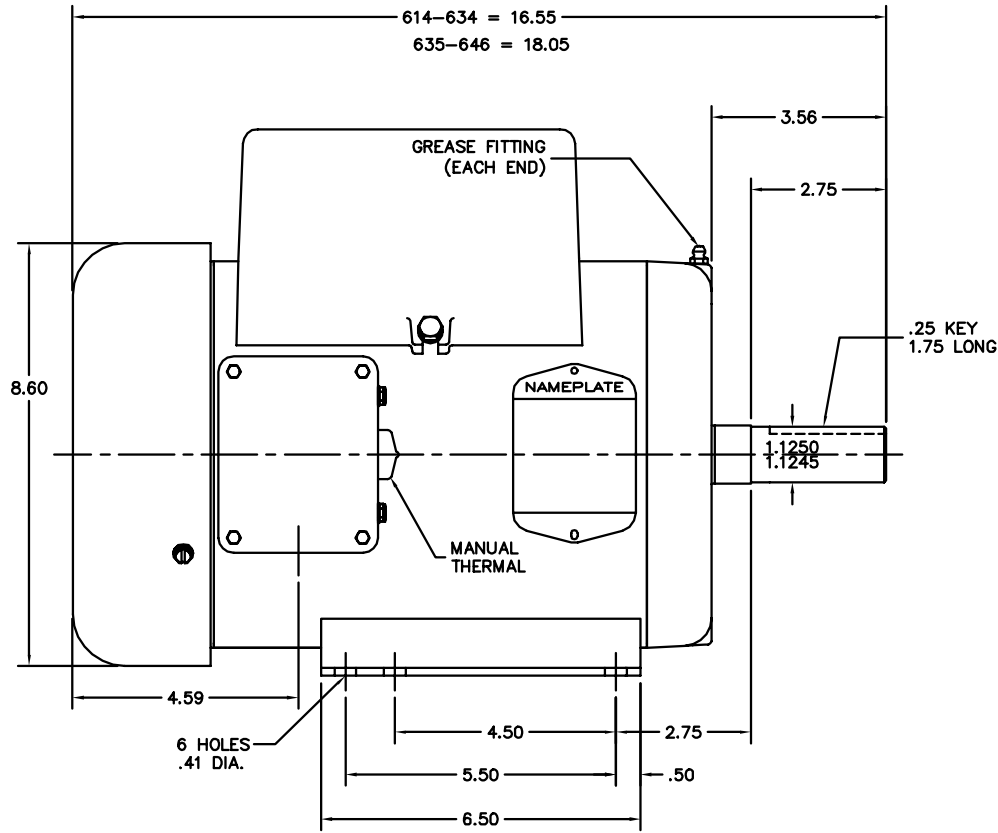 614-634 = 16.55
635-646 = 18.05
3.56
GREASE FITTING
(EACH END)
2.75
.25 KEY
1.75 LONG
8.60
NAMEPLATE
1.1250
1.1245
MANUAL
THERMAL
4.59
4.50
2.75
6 HOLES
.41 DIA.
5.50
.50
6.50